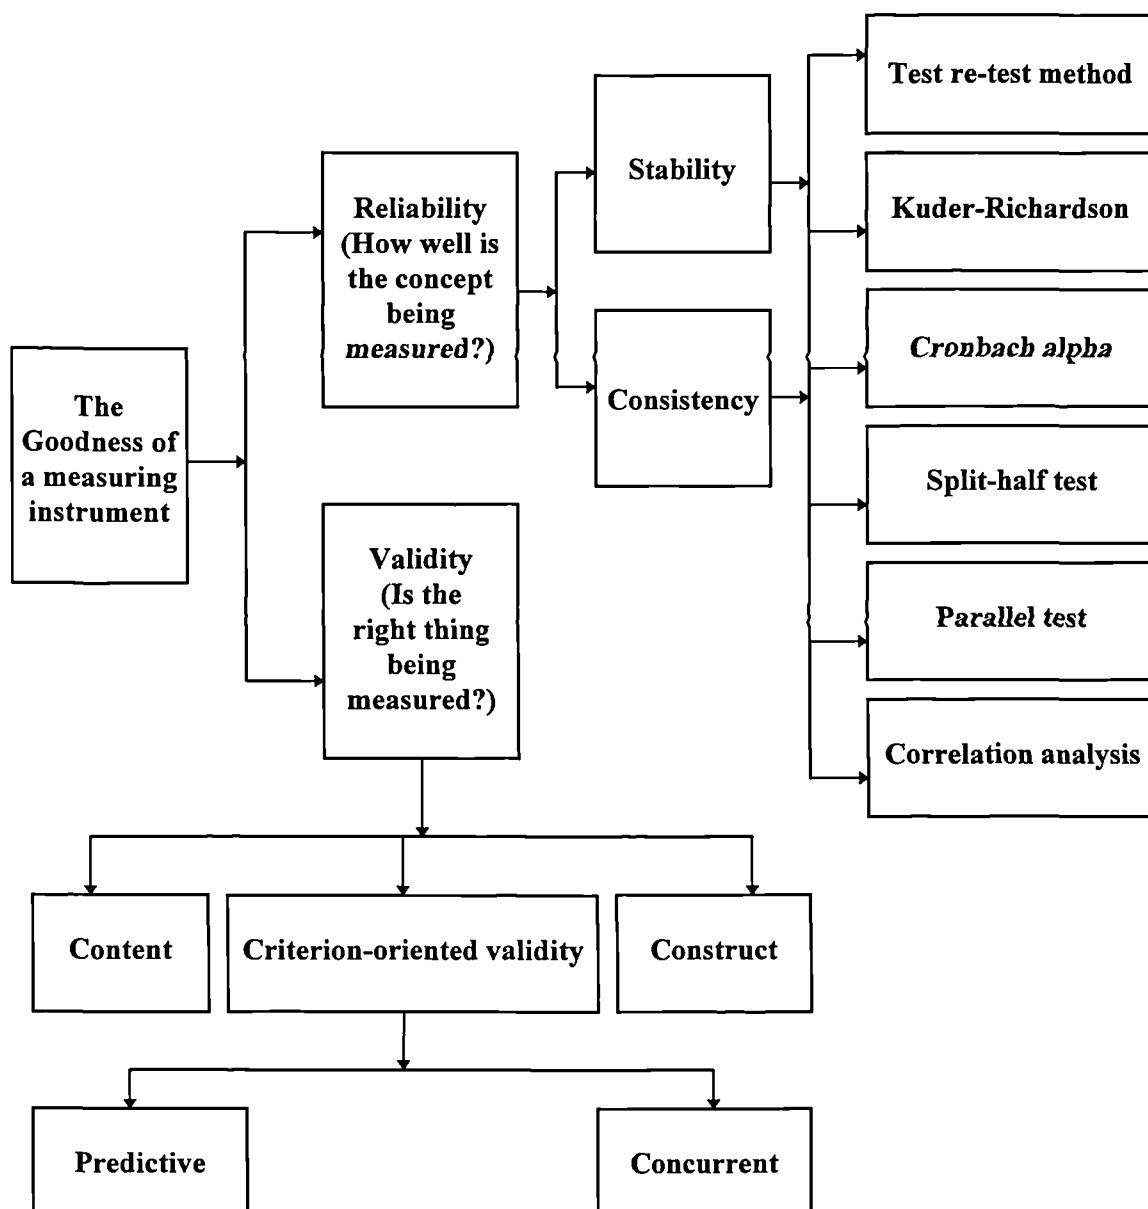 The
Goodness of
a measuring
instrument
Reliability
(How well is
the concept
being
measured?)
Validity
(Is the
right thing
being
measured?)
Stability
Consistency
Test re-test method
Kuder-Richardson
Cronbach alpha
Split-half test
Parallel test
Correlation analysis
Content
Criterion-oriented validity
Construct
Predictive
Concurrent